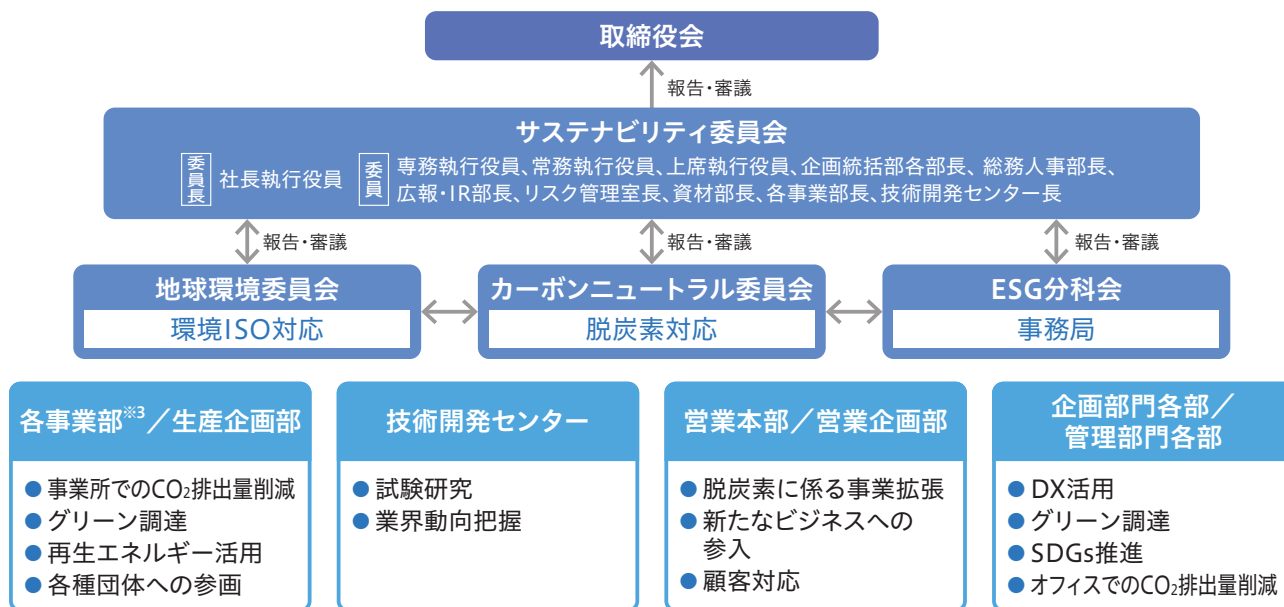 取締役会
報告・審議
サステナビリティ委員会
委員長 社長執行役員 委員 専務執行役員、常務執行役員、上席執行役員、企画統括部各部長、総務人事部長、
広報・IR部長、リスク管理室長、資材部長、各事業部長、技術開発センター長
報告・審議 報告・審議 報告・審議
地球環境委員会 カーボンニュートラル委員会 ESG分科会
環境ISO対応 脱炭素対応 事務局
各事業部※3／生産企画部
● 事業所でのCO₂排出量削減
● グリーン調達
● 再生エネルギー活用
● 各種団体への参画
技術開発センター
● 試験研究
● 業界動向把握
営業本部／営業企画部
● 脱炭素に係る事業拡張
● 新たなビジネスへの
参入
● 顧客対応
企画部門各部／
管理部門各部
● DX活用
● グリーン調達
● SDGs推進
● オフィスでのCO₂排出量削減